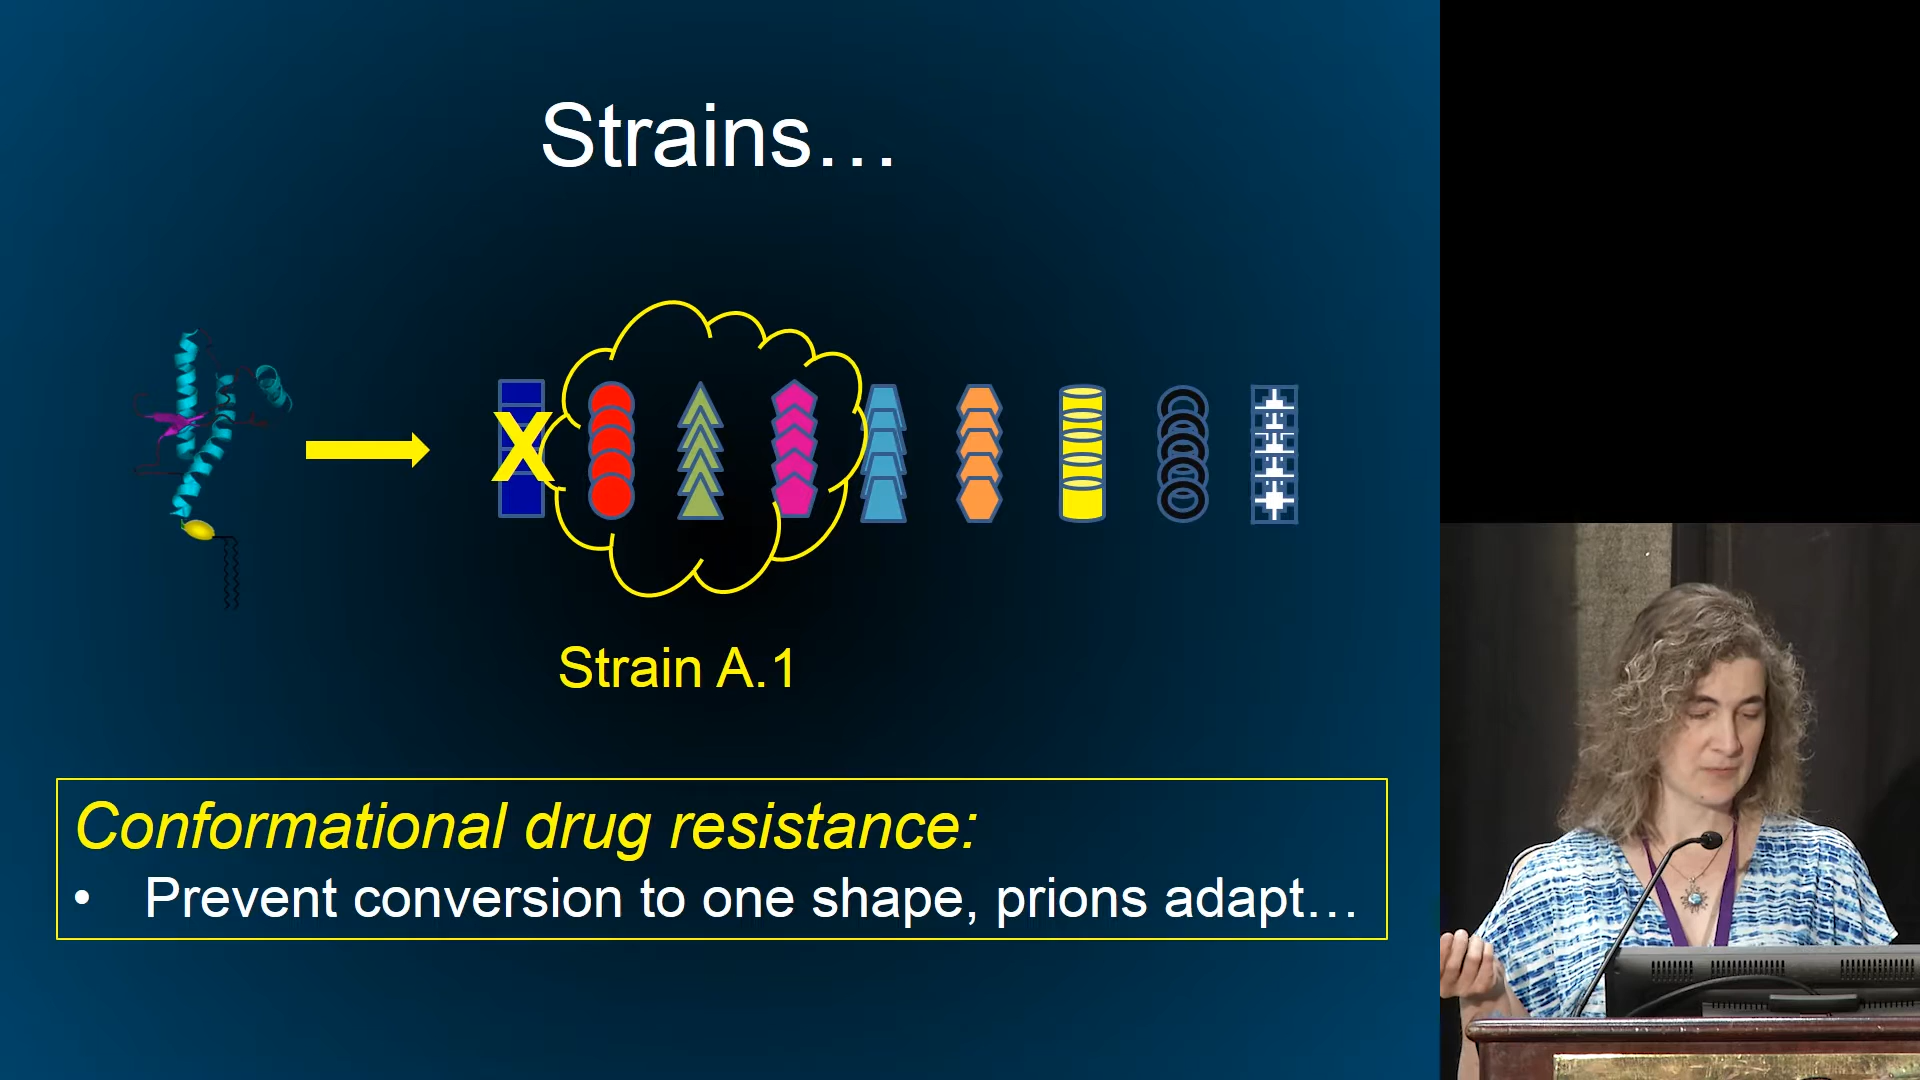 Strains…
X
Strain A.1
Conformational drug resistance:
• Prevent conversion to one shape, prions adapt…